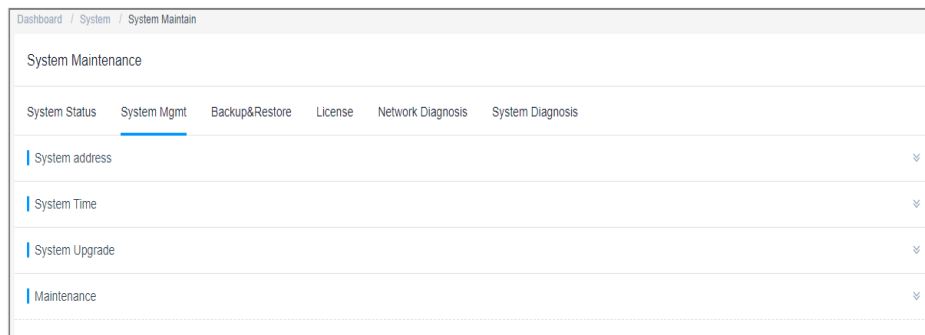 Dashboard / System / System Maintain
System Maintenance
System Status System Mgmt Backup&Restore License Network Diagnosis System Diagnosis
System address
System Time
System Upgrade
Maintenance